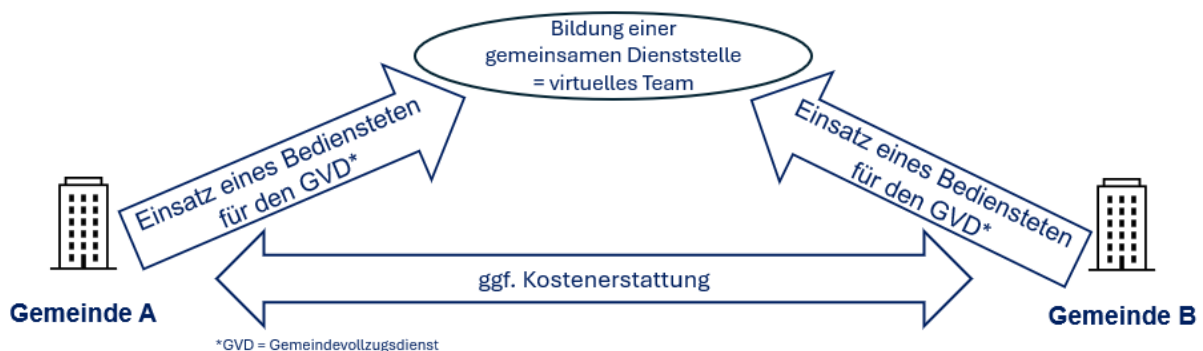 Bildung einer
gemeinsamen Dienststelle
= virtuelles Team
Einsatz eines Bediensteten
für den GVD*
Einsatz eines Bediensteten
für den GVD*
ggf. Kostenerstattung
Gemeinde A
Gemeinde B
*GVD = Gemeindevollzugsdienst